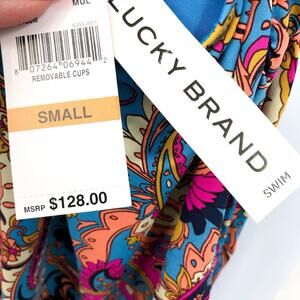 MUL
8 07264 06944 2
REMOVABLE CUPS
SMALL
MSRP $128.00
LUCKY BRAND
SWIM